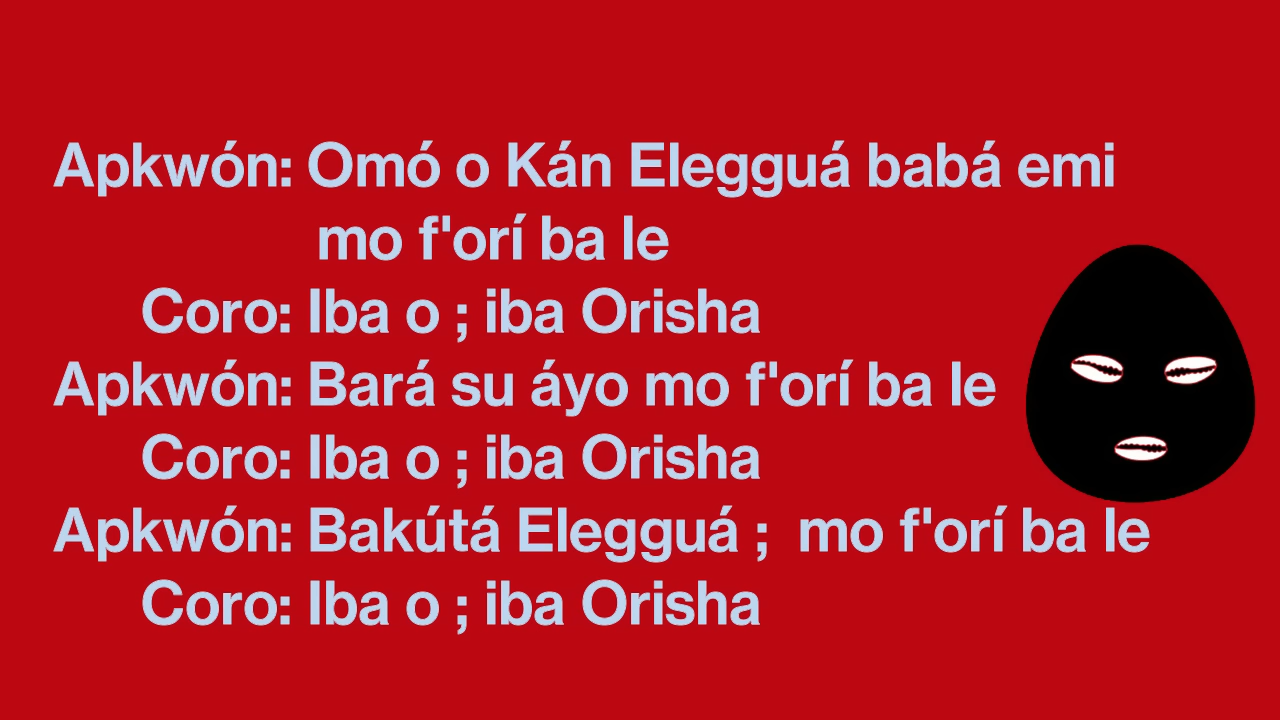 Apkwón: Omó o Kán Elegguá babá emi
mo f'orí ba le
Coro: Iba o ; iba Orisha
Apkwón: Bará su áyo mo f'orí ba le
Coro: Iba o ; iba Orisha
Apkwón: Bakútá Elegguá ;  mo f'orí ba le
Coro: Iba o ; iba Orisha